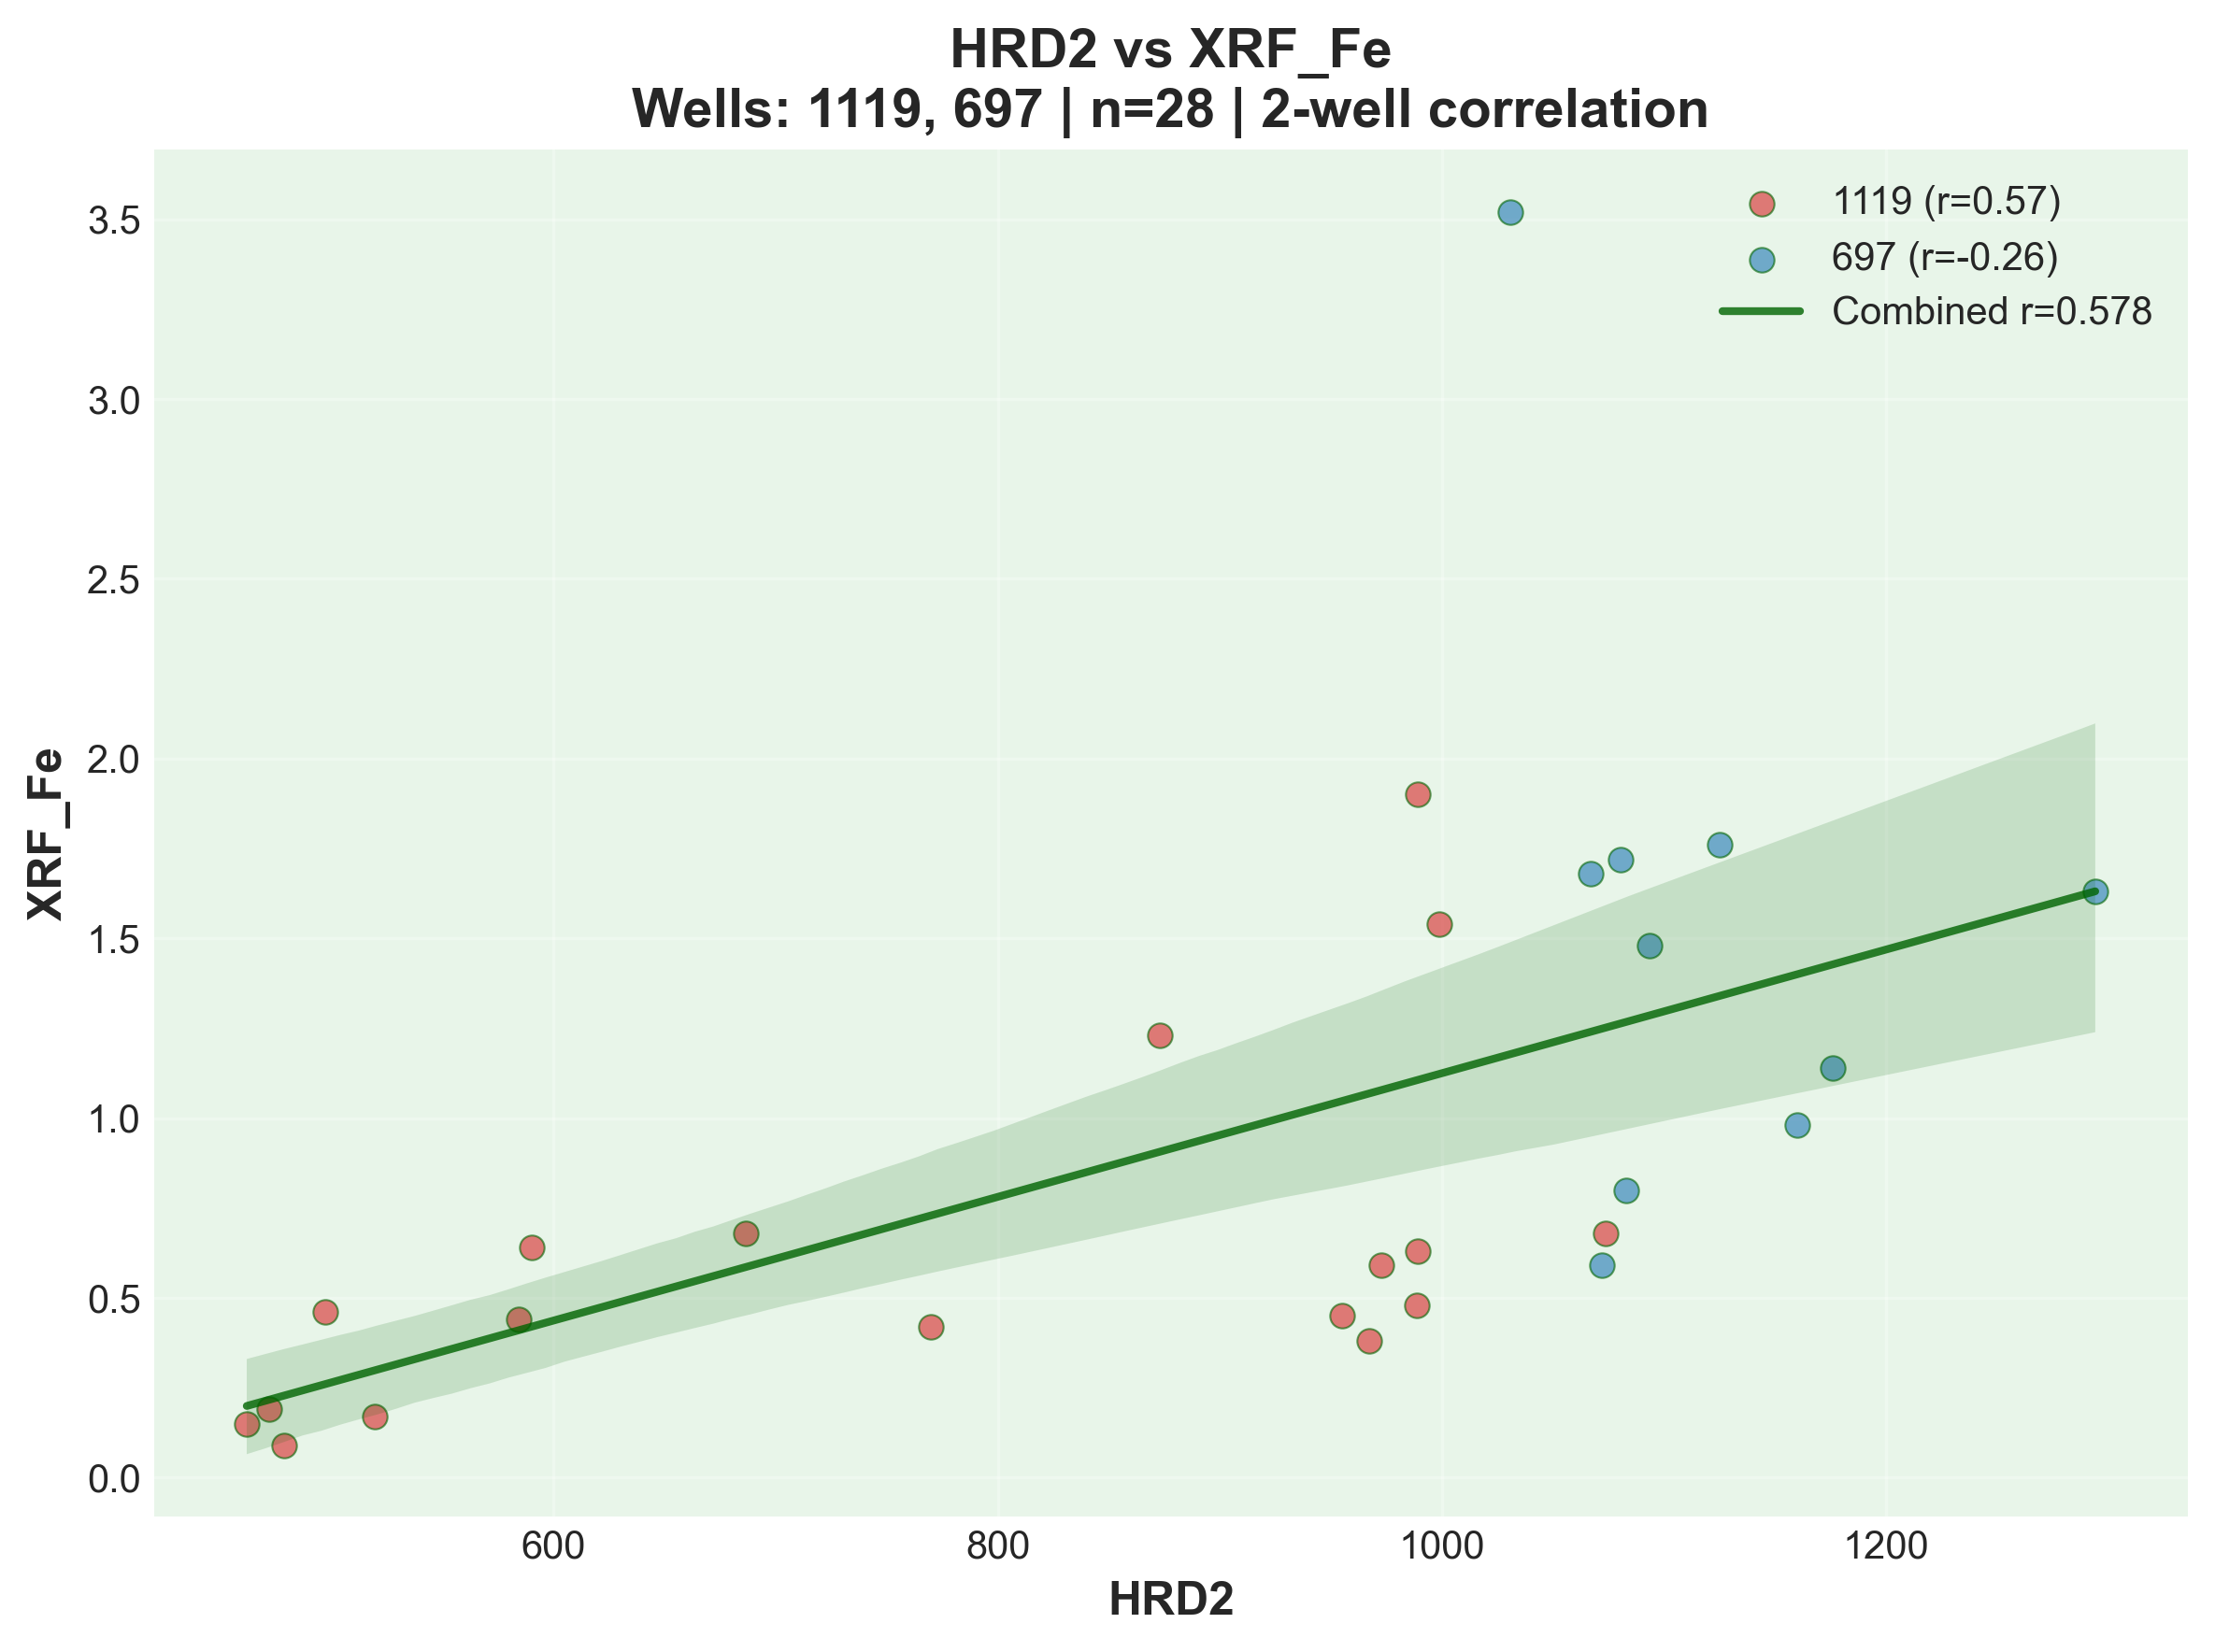 HRD2 vs XRF_Fe
Wells: 1119, 697 | n=28 | 2-well correlation
1119 (r=0.57)
697 (r=-0.26)
Combined r=0.578
XRF_Fe
3.5
3.0
2.5
2.0
1.5
1.0
0.5
0.0
600
800
1000
1200
HRD2